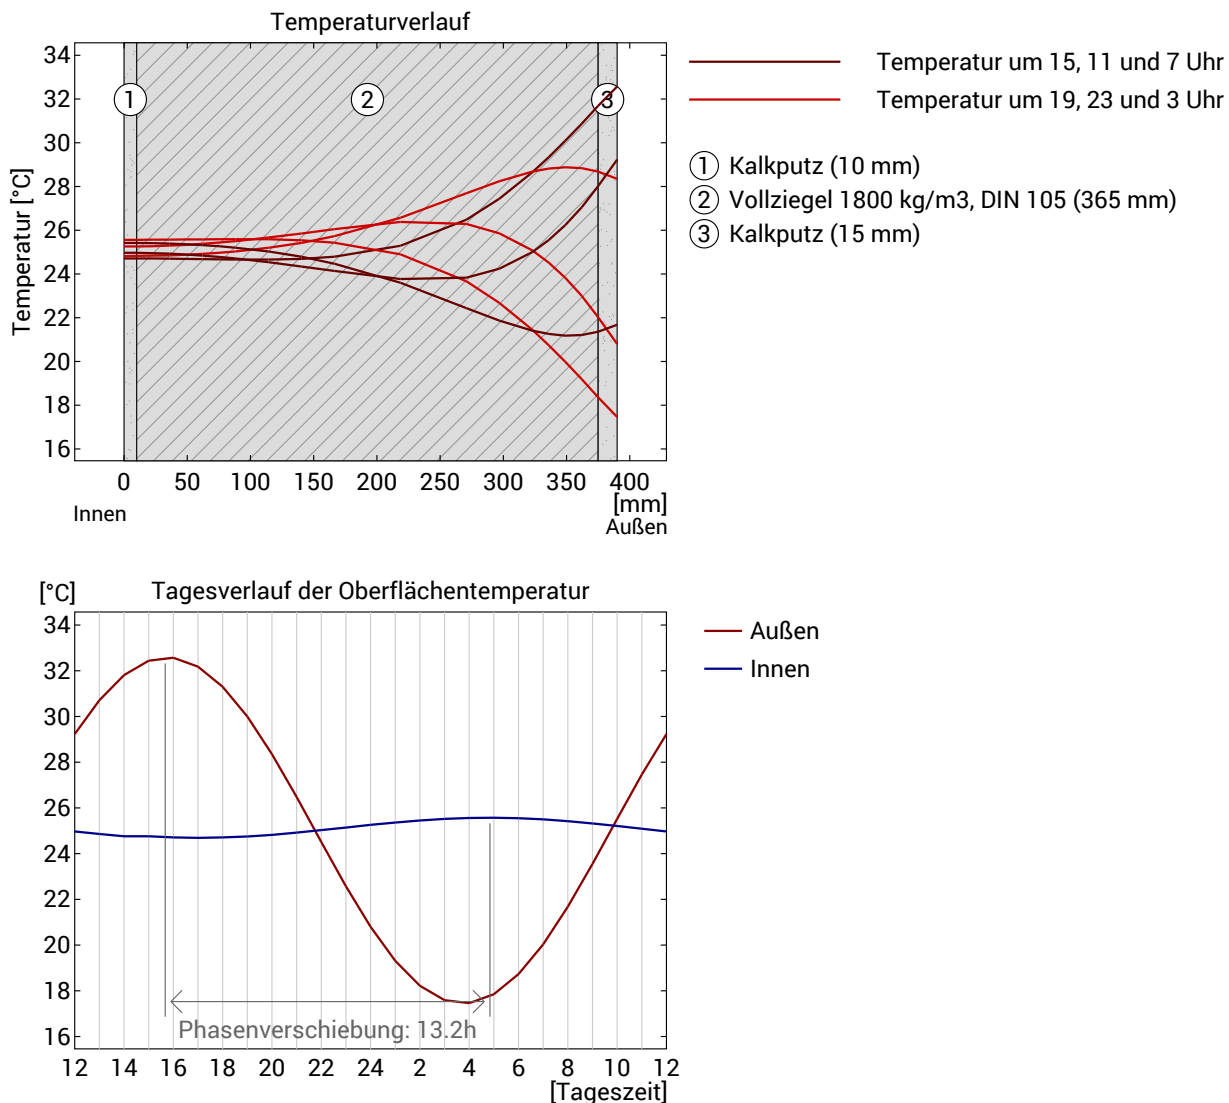 Temperaturverlauf
Temperatur [°C]
34
32
30
28
26
24
22
20
18
16
1
2
3
0 50 100 150 200 250 300 350 400
[mm]
Innen
Außen
Temperatur um 15, 11 und 7 Uhr
Temperatur um 19, 23 und 3 Uhr
1 Kalkputz (10 mm)
2 Vollziegel 1800 kg/m3, DIN 105 (365 mm)
3 Kalkputz (15 mm)
[°C]
Tagesverlauf der Oberflächentemperatur
34
32
30
28
26
24
22
20
18
16
Phasenverschiebung: 13.2h
12 14 16 18 20 22 24 2 4 6 8 10 12
[Tageszeit]
Außen
Innen